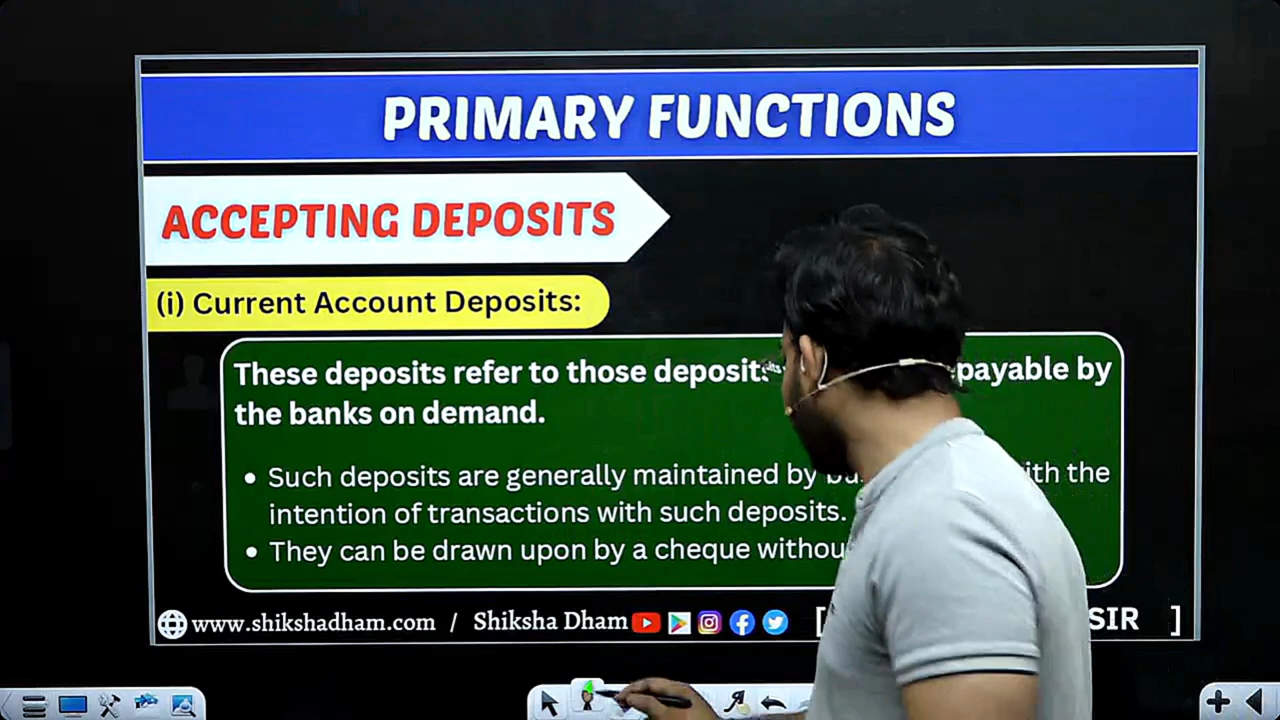 PRIMARY FUNCTIONS
ACCEPTING DEPOSITS
(i) Current Account Deposits:
These deposits refer to those deposits payable by
the banks on demand.
• Such deposits are generally maintained by with the
intention of transactions with such deposits.
• They can be drawn upon by a cheque without
www.shikshadham.com / Shiksha Dham [ SIR ]